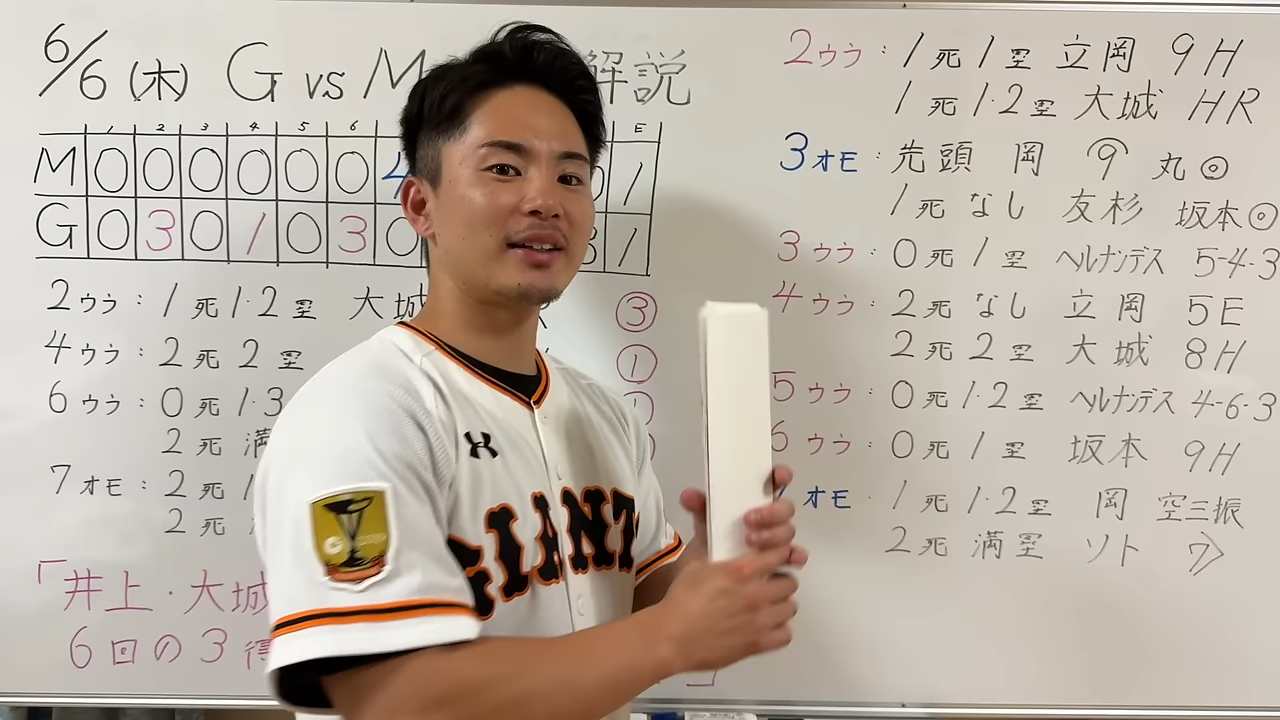 6/6 (木) G vs M 解説
1 2 3 4 5 6 E
M 0 0 0 0 0 0 4 0 1
G 0 3 0 1 0 3 0 1
2ウラ : 1死 1·2塁 大城 ③
4ウラ : 2死 2塁 ①
6ウラ : 0死 1·3
2死 満
7オモ : 2死 1
2死
「井上·大城
6回の3得
」
GIANT
2ウラ : 1死 1塁 立岡 9H
1死 1·2塁 大城 HR
3オモ : 先頭 岡 9 丸◎
1死 なし 友杉 坂本◎
3ウラ : 0死 1塁 ヘルナンデス 5-4-3
4ウラ : 2死 なし 立岡 5E
2死 2塁 大城 8H
5ウラ : 0死 1·2塁 ヘルナンデス 4-6-3
6ウラ : 0死 1塁 坂本 9H
オモ : 1死 1·2塁 岡 空三振
2死 満塁 ソト 7>